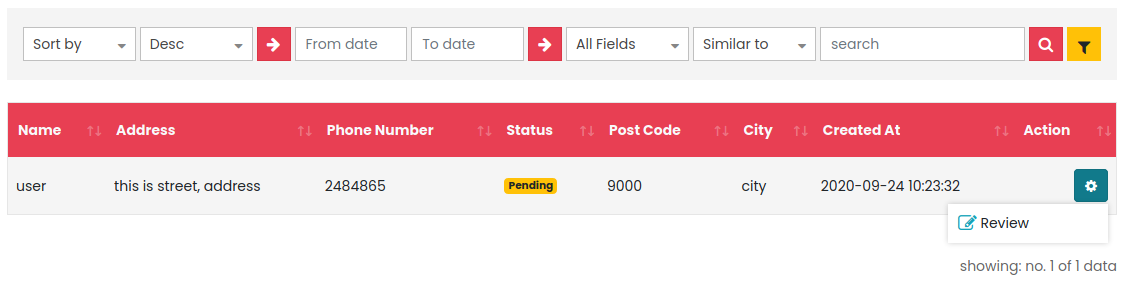 Sort by Desc From date To date All Fields Similar to search
Name Address Phone Number Status Post Code City Created At Action
user this is street, address 2484865 Pending 9000 city 2020-09-24 10:23:32
Review
showing: no. 1 of 1 data